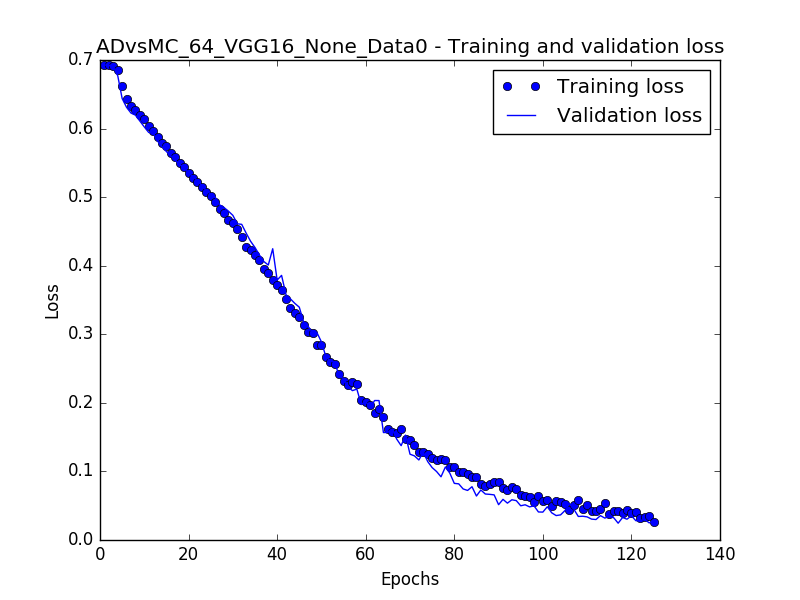 ADvsMC_64_VGG16_None_Data0 - Training and validation loss
0.7
Training loss
Validation loss
0.6
0.5
0.4
Loss
0.3
0.2
0.1
0.0
0 20 40 60 80 100 120 140
Epochs